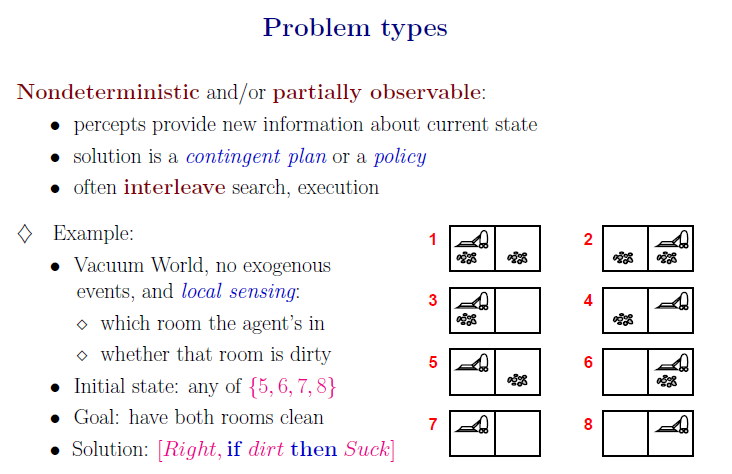 Problem types
Nondeterministic and/or partially observable:
• percepts provide new information about current state
• solution is a contingent plan or a policy
• often interleave search, execution
♢ Example:
• Vacuum World, no exogenous
events, and local sensing:
⋄ which room the agent's in
⋄ whether that room is dirty
• Initial state: any of {5, 6, 7, 8}
• Goal: have both rooms clean
• Solution: [Right, if dirt then Suck]
1 2
3 4
5 6
7 8